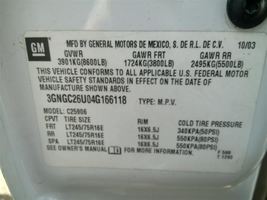 GM
MFD BY GENERAL MOTORS DE MEXICO, S. DE R.L. DE C.V. 10/03
GVWR GAWR FRT GAWR RR
3901KG(8600LB) 1724KG(3800LB) 2495KG(5500LB)
THIS VEHICLE CONFORMS TO ALL APPLICABLE U.S. FEDERAL MOTOR
VEHICLE SAFETY STANDARDS IN EFFECT ON THE DATE OF
MANUFACTURE SHOWN ABOVE.
3GNGC26U04G166118 TYPE: M.P.V.
MODEL: C25906
CPVT TIRE SIZE RIM COLD TIRE PRESSURE
FRT LT245/75R16E 16X6.5J 340KPA(50PSI)
RR LT245/75R16E 16X6.5J 550KPA(80PSI)
SPA LT245/75R16E 16X6.5J 550KPA(80PSI)
SEE OWNER'S MANUAL FOR MORE INFORMATION